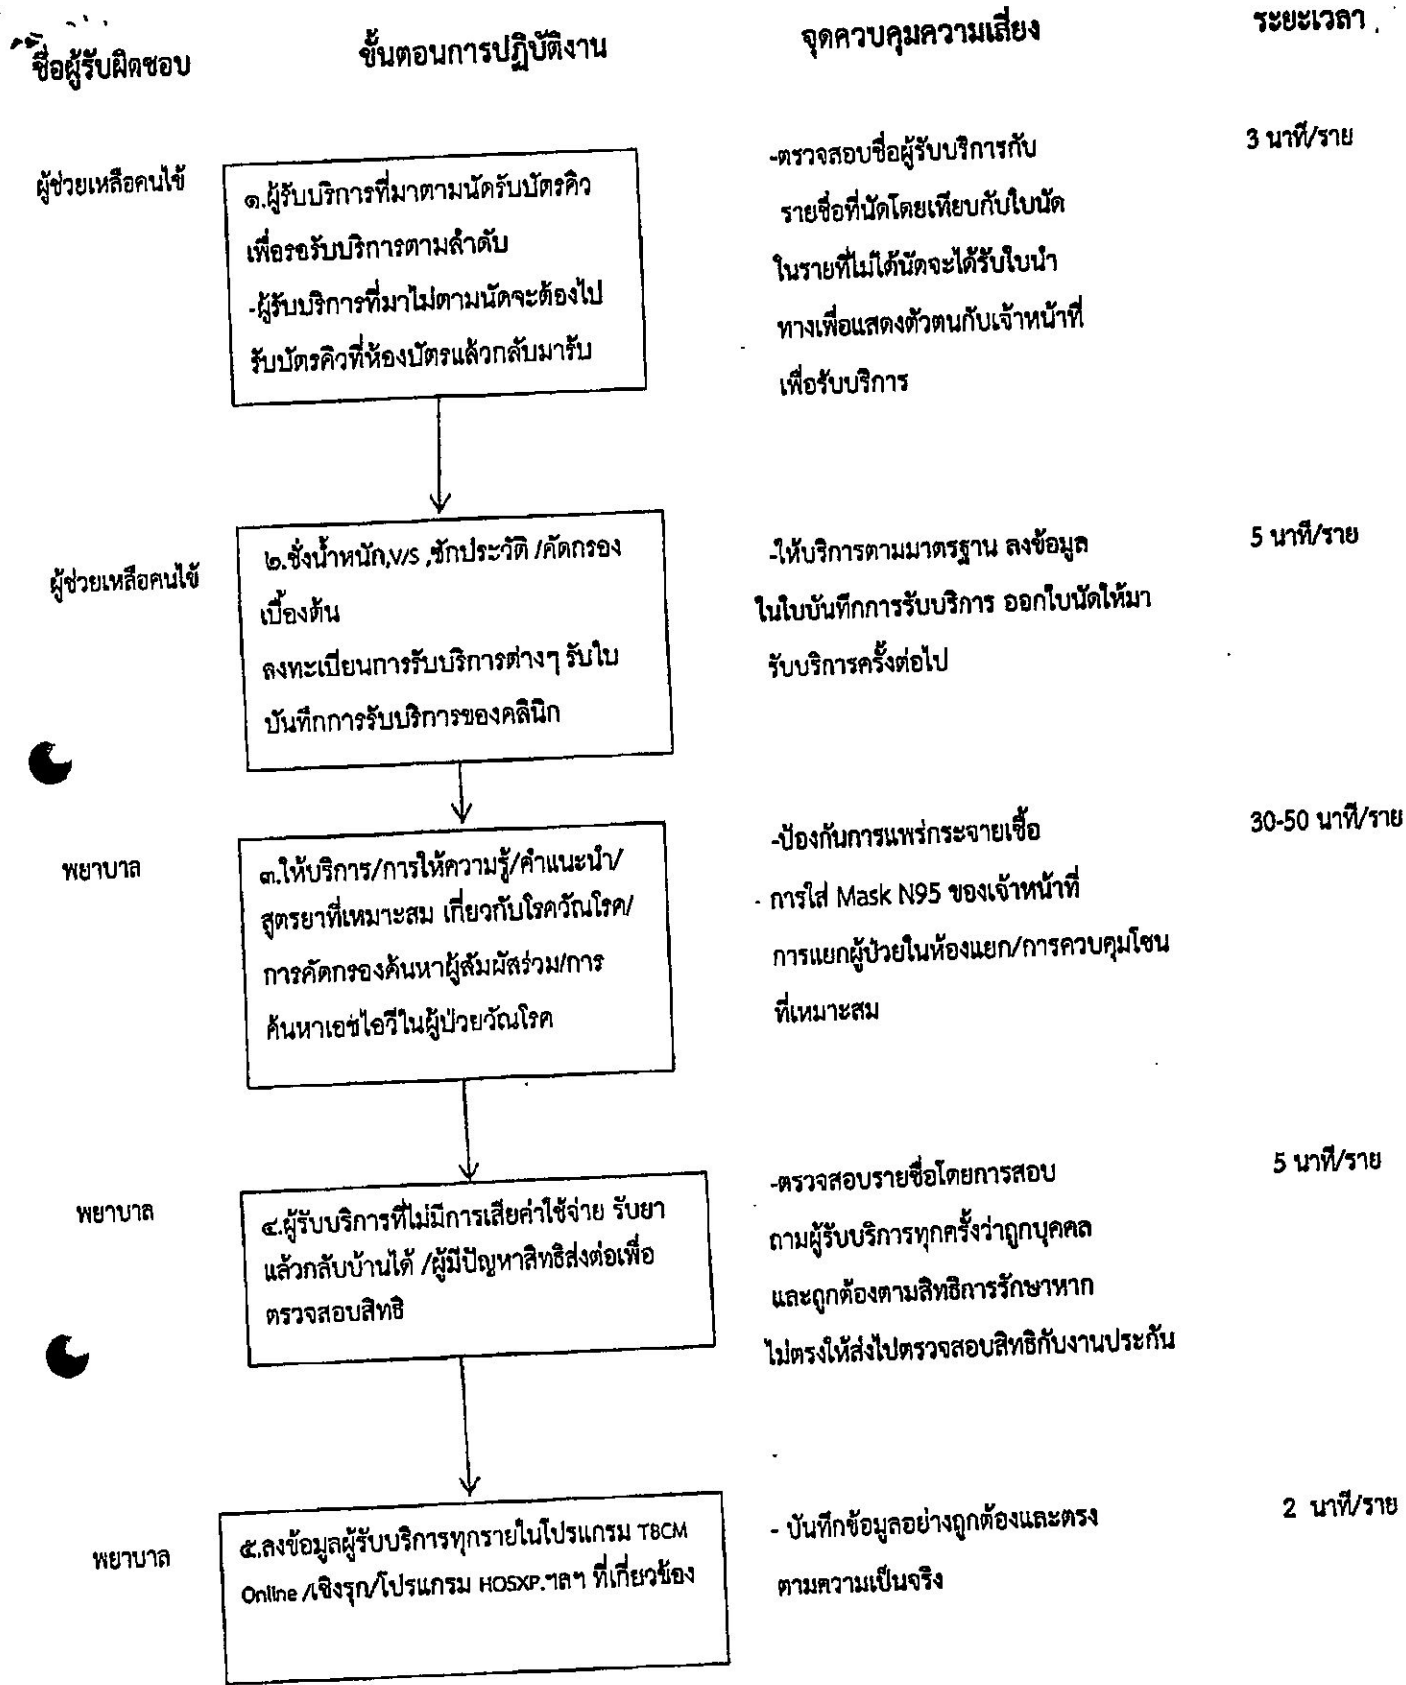 ชื่อผู้รับผิดชอบ
ขั้นตอนการปฏิบัติงาน
จุดควบคุมความเสี่ยง
ระยะเวลา
ผู้ช่วยเหลือคนไข้
๑.ผู้รับบริการที่มาตามนัดรับบัตรคิว
เพื่อรอรับบริการตามลำดับ
-ผู้รับบริการที่มาไม่ตามนัดจะต้องไป
รับบัตรคิวที่ห้องบัตรแล้วกลับมารับ
-ตรวจสอบชื่อผู้รับบริการกับ
รายชื่อที่นัดโดยเทียบกับใบนัด
ในรายที่ไม่ได้นัดจะได้รับใบนำ
ทางเพื่อแสดงตัวตนกับเจ้าหน้าที่
เพื่อรับบริการ
3 นาที/ราย
ผู้ช่วยเหลือคนไข้
๒.ชั่งน้ำหนัก,V/S ,ซักประวัติ /คัดกรอง
เบื้องต้น
ลงทะเบียนการรับบริการต่างๆ รับใบ
บันทึกการรับบริการของคลินิก
-ให้บริการตามมาตรฐาน ลงข้อมูล
ในใบบันทึกการรับบริการ ออกใบนัดให้มา
รับบริการครั้งต่อไป
5 นาที/ราย
พยาบาล
๓.ให้บริการ/การให้ความรู้/คำแนะนำ/
สูตรยาที่เหมาะสม เกี่ยวกับโรควัณโรค/
การคัดกรองค้นหาผู้สัมผัสร่วม/การ
ค้นหาเอชไอวีในผู้ป่วยวัณโรค
-ป้องกันการแพร่กระจายเชื้อ
การใส่ Mask N95 ของเจ้าหน้าที่
การแยกผู้ป่วยในห้องแยก/การควบคุมโซน
ที่เหมาะสม
30-50 นาที/ราย
พยาบาล
๔.ผู้รับบริการที่ไม่มีการเสียค่าใช้จ่าย รับยา
แล้วกลับบ้านได้ /ผู้มีปัญหาสิทธิส่งต่อเพื่อ
ตรวจสอบสิทธิ
-ตรวจสอบรายชื่อโดยการสอบ
ถามผู้รับบริการทุกครั้งว่าถูกบุคคล
และถูกต้องตามสิทธิการรักษาหาก
ไม่ตรงให้ส่งไปตรวจสอบสิทธิกับงานประกัน
5 นาที/ราย
พยาบาล
๕.ลงข้อมูลผู้รับบริการทุกรายในโปรแกรม TBCM
Online /เชิงรุก/โปรแกรม HOSXP.ฯลฯ ที่เกี่ยวข้อง
- บันทึกข้อมูลอย่างถูกต้องและตรง
ตามความเป็นจริง
2 นาที/ราย